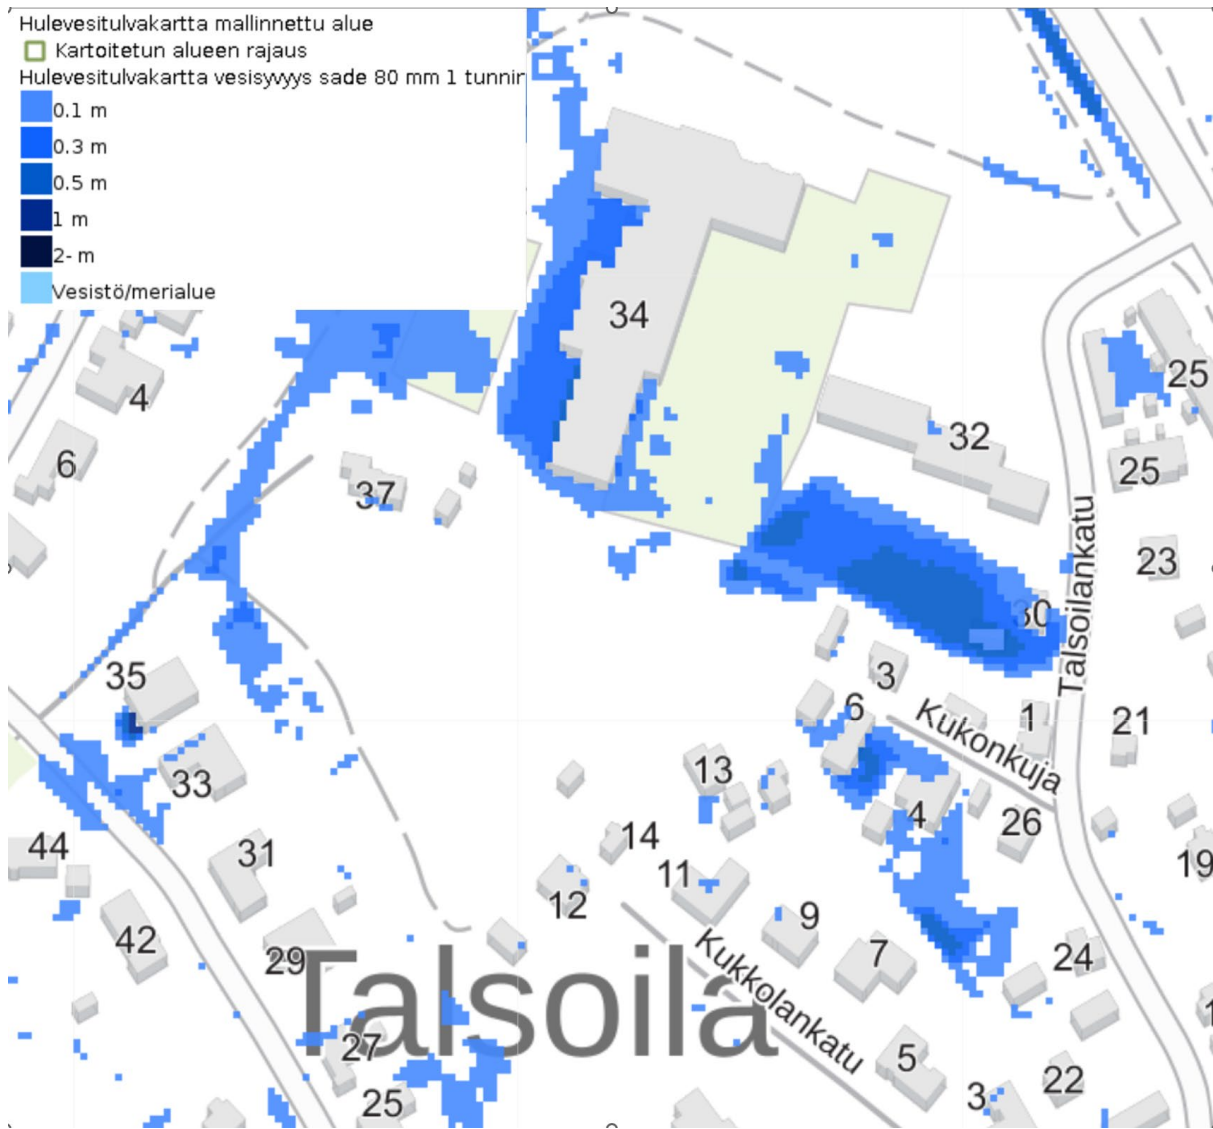 Hulevesitulvakartta mallinnettu alue
Kartoitetun alueen rajaus
Hulevesitulvakartta vesisyvyys sade 80 mm 1 tunnin
0.1 m
0.3 m
0.5 m
1 m
2- m
Vesistö/merialue
34
25
4
32
6
25
37
23
Talsoilankatu
30
35
3
6
Kukonkuja
1
21
13
33
4
26
14
44
31
19
11
12
9
42
7
24
29
Talsoila
Kukkolankatu
27
5
22
25
3